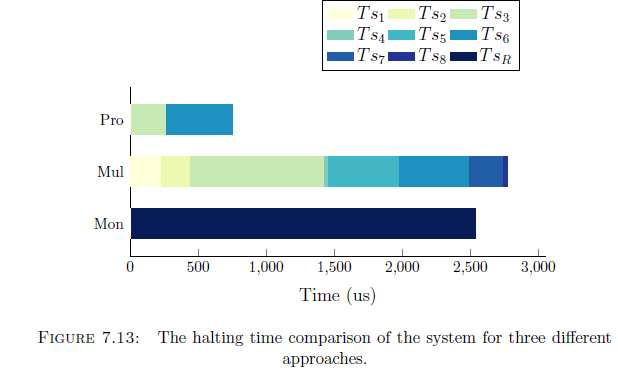 Ts1 Ts2 Ts3
Ts4 Ts5 Ts6
Ts7 Ts8 TsR
Pro
Mul
Mon
0 500 1,000 1,500 2,000 2,500 3,000
Time (us)
FIGURE 7.13: The halting time comparison of the system for three different
approaches.